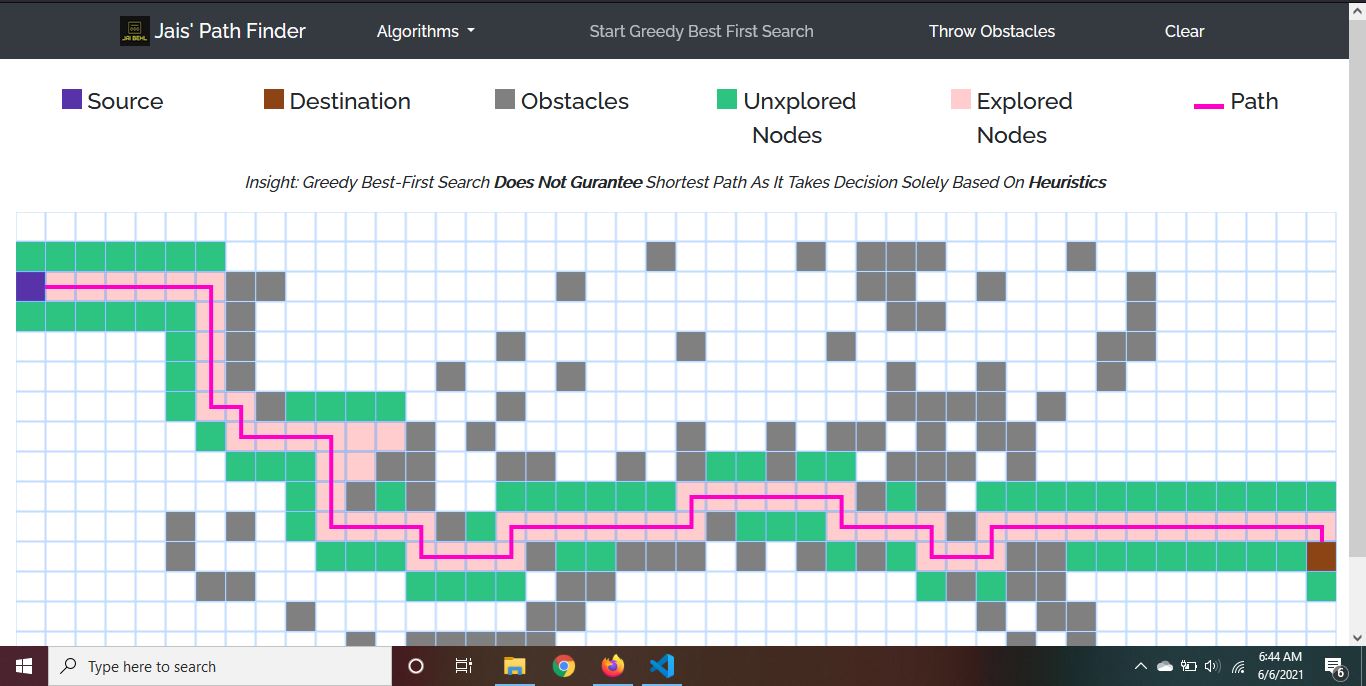 JAI BEHL
Jais' Path Finder
Algorithms
Start Greedy Best First Search
Throw Obstacles
Clear
Source
Destination
Obstacles
Unxplored
Nodes
Explored
Nodes
Path
Insight: Greedy Best-First Search Does Not Gurantee Shortest Path As It Takes Decision Solely Based On Heuristics
Type here to search
6:44 AM
6/6/2021
6